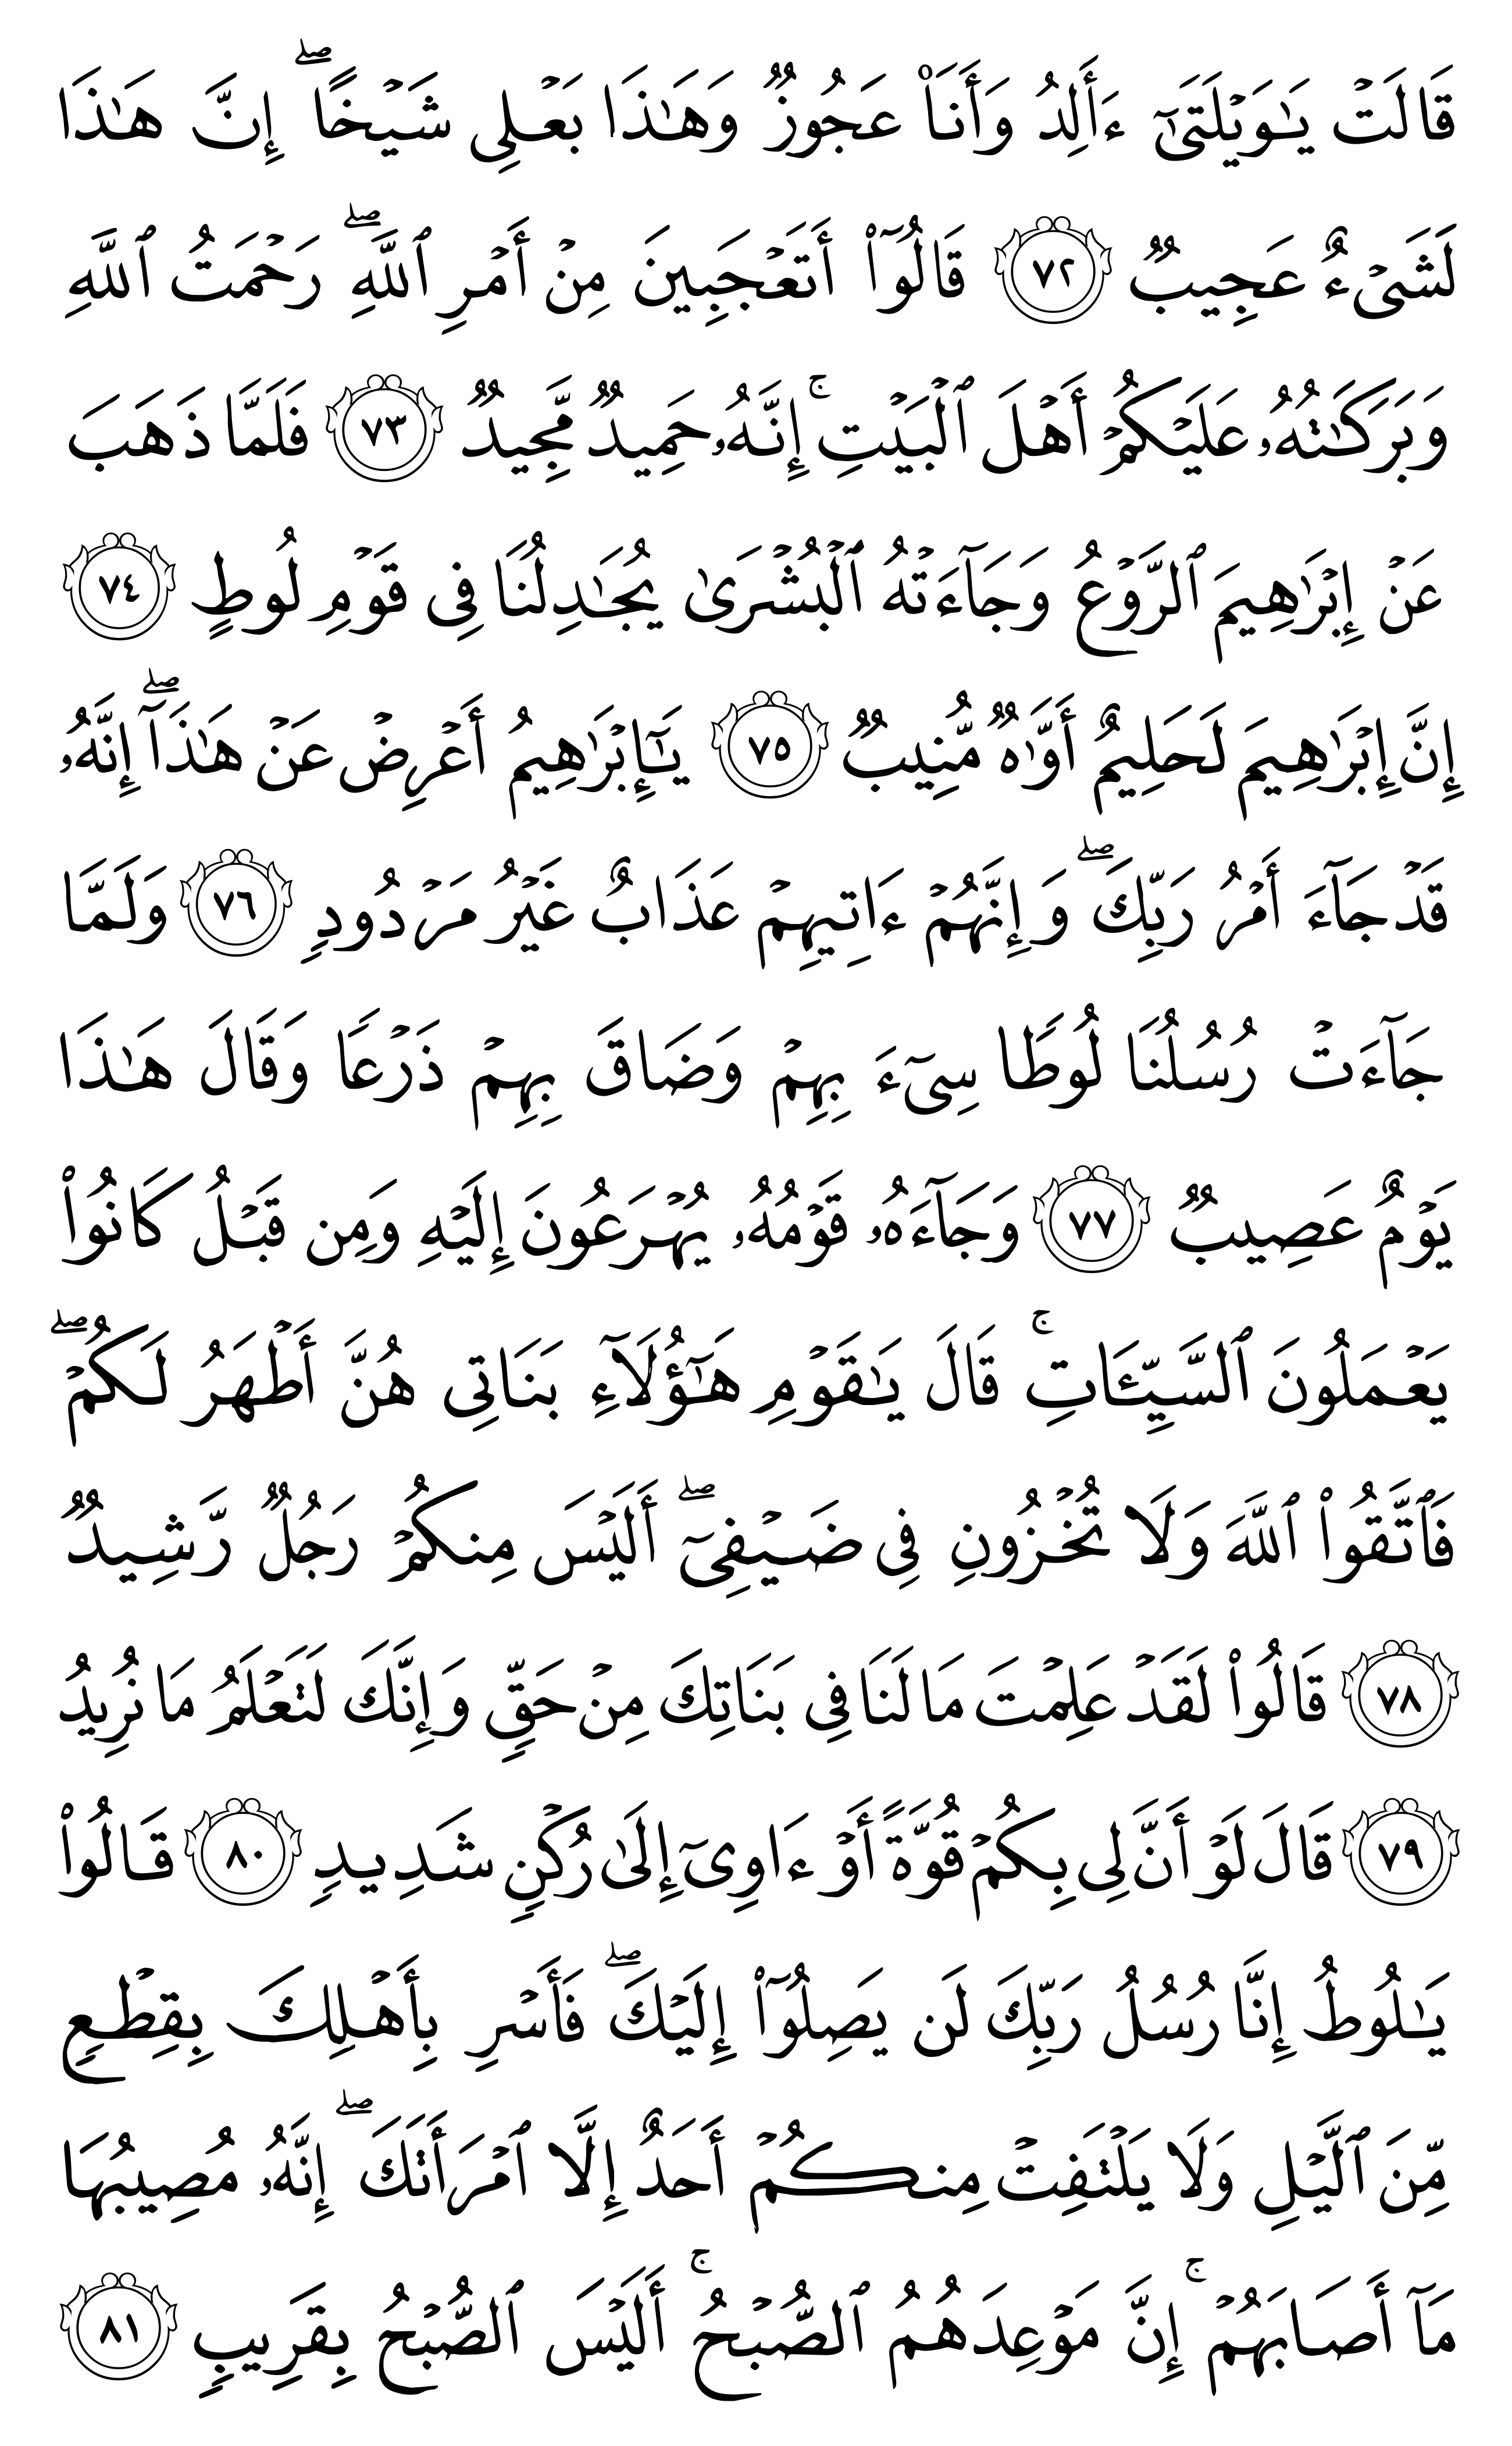 قَالَتۡ يَٰوَيۡلَتَىٰٓ ءَأَلِدُ وَأَنَا۠ عَجُوزٞ وَهَٰذَا بَعۡلِي شَيۡخًاۖ إِنَّ هَٰذَا
لَشَيۡءٌ عَجِيبٞ ٧٢ قَالُوٓاْ أَتَعۡجَبِينَ مِنۡ أَمۡرِ ٱللَّهِۖ رَحۡمَتُ ٱللَّهِ
وَبَرَكَٰتُهُۥ عَلَيۡكُمۡ أَهۡلَ ٱلۡبَيۡتِۚ إِنَّهُۥ حَمِيدٞ مَّجِيدٞ ٧٣ فَلَمَّا ذَهَبَ
عَنۡ إِبۡرَٰهِيمَ ٱلرَّوۡعُ وَجَآءَتۡهُ ٱلۡبُشۡرَىٰ يُجَٰدِلُنَا فِي قَوۡمِ لُوطٍ ٧٤
إِنَّ إِبۡرَٰهِيمَ لَحَلِيمٌ أَوَّٰهٞ مُّنِيبٞ ٧٥ يَٰٓإِبۡرَٰهِيمُ أَعۡرِضۡ عَنۡ هَٰذَآۖ إِنَّهُۥ
قَدۡ جَآءَ أَمۡرُ رَبِّكَۖ وَإِنَّهُمۡ ءَاتِيهِمۡ عَذَابٌ غَيۡرُ مَرۡدُودٖ ٧٦ وَلَمَّا
جَآءَتۡ رُسُلُنَا لُوطٗا سِيٓءَ بِهِمۡ وَضَاقَ بِهِمۡ ذَرۡعٗا وَقَالَ هَٰذَا
يَوۡمٌ عَصِيبٞ ٧٧ وَجَآءَهُۥ قَوۡمُهُۥ يُهۡرَعُونَ إِلَيۡهِ وَمِن قَبۡلُ كَانُواْ
يَعۡمَلُونَ ٱلسَّيِّـَٔاتِۚ قَالَ يَٰقَوۡمِ هَٰٓؤُلَآءِ بَنَاتِي هُنَّ أَطۡهَرُ لَكُمۡۖ
فَٱتَّقُواْ ٱللَّهَ وَلَا تُخۡزُونِ فِي ضَيۡفِيٓۖ أَلَيۡسَ مِنكُمۡ رَجُلٞ رَّشِيدٞ
٧٨ قَالُواْ لَقَدۡ عَلِمۡتَ مَا لَنَا فِي بَنَاتِكَ مِنۡ حَقّٖ وَإِنَّكَ لَتَعۡلَمُ مَا نُرِيدُ
٧٩ قَالَ لَوۡ أَنَّ لِي بِكُمۡ قُوَّةً أَوۡ ءَاوِيٓ إِلَىٰ رُكۡنٖ شَدِيدٖ ٨٠ قَالُواْ
يَٰلُوطُ إِنَّا رُسُلُ رَبِّكَ لَن يَصِلُوٓاْ إِلَيۡكَۖ فَأَسۡرِ بِأَهۡلِكَ بِقِطۡعٖ
مِّنَ ٱلَّيۡلِ وَلَا يَلۡتَفِتۡ مِنكُمۡ أَحَدٌ إِلَّا ٱمۡرَأَتَكَۖ إِنَّهُۥ مُصِيبُهَا
مَآ أَصَابَهُمۡۚ إِنَّ مَوۡعِدَهُمُ ٱلصُّبۡحُۚ أَلَيۡسَ ٱلصُّبۡحُ بِقَرِيبٖ ٨١